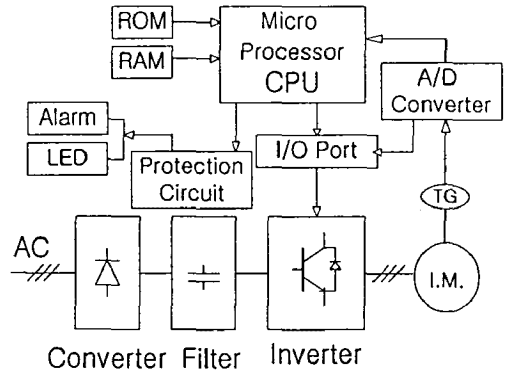 ROM
RAM
Micro
Processor
CPU
A/D
Converter
Alarm
LED
Protection
Circuit
I/O Port
TG
AC
I.M.
Converter
Filter
Inverter